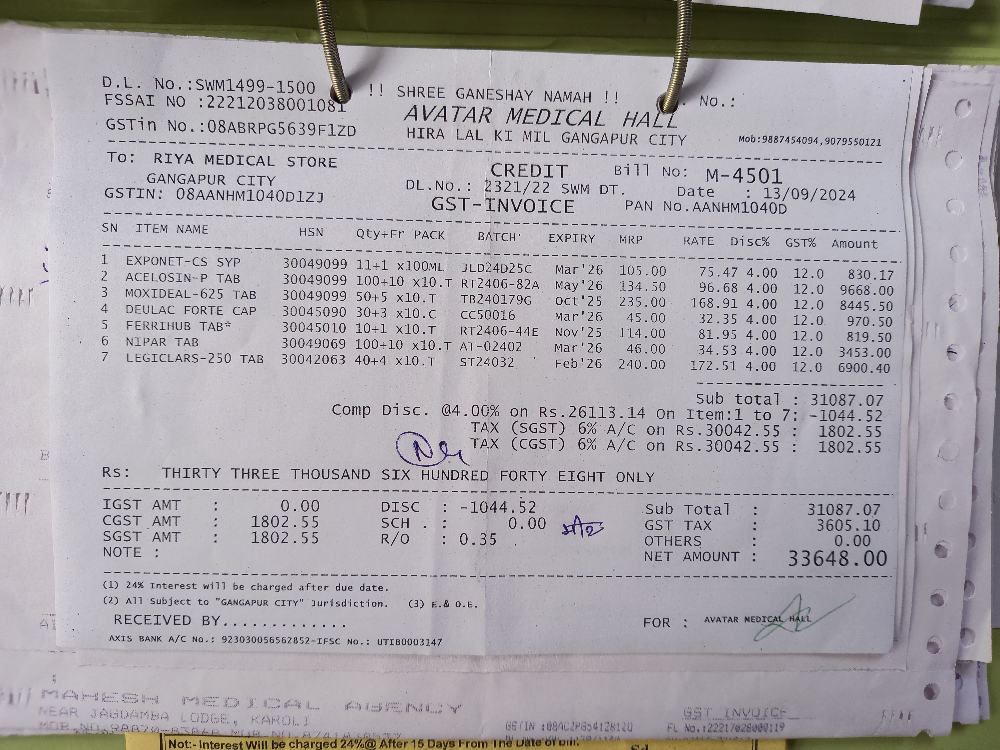 D.L. No.:SWM1499-1500
FSSAI NO :22212038001081
GSTin No.:08ABRPG5639F1ZD
!! SHREE GANESHAY NAMAH !!
AVATAR MEDICAL HALL
HIRA LAL KI MIL GANGAPUR CITY
No.:
Mob:9887454094,9079550121
To: RIYA MEDICAL STORE
GANGAPUR CITY
GSTIN: 08AANHM1040D1ZJ
CREDIT
DL.No.: 2321/22 SWM DT.
GST-INVOICE
Bill No: M-4501
Date : 13/09/2024
PAN No.AANHM1040D
SN ITEM NAME HSN Qty+Fr PACK BATCH EXPIRY MRP RATE Disc% GST% Amount
1 EXPONET-CS SYP 30049099 11+1 x100ML JLD24D25C Mar'26 105.00 75.47 4.00 12.0 830.17
2 ACELOSIN-P TAB 30049099 100+10 x10.T RT2406-82A May'26 134.50 96.68 4.00 12.0 9668.00
3 MOXIDEAL-625 TAB 30049099 50+5 x10.T TB240179G Oct'25 235.00 168.91 4.00 12.0 8445.50
4 DEULAC FORTE CAP 30045090 30+3 x10.C CC50016 Mar'26 45.00 32.35 4.00 12.0 970.50
5 FERRIHUB TAB* 30045010 10+1 x10.T RT2406-44E Nov'25 114.00 81.95 4.00 12.0 819.50
6 NIPAR TAB 30049069 100+10 x10.T AT-02402 Mar'26 46.00 34.53 4.00 12.0 3453.00
7 LEGICLARS-250 TAB 30042063 40+4 x10.T ST24032 Feb'26 240.00 172.51 4.00 12.0 6900.40
Sub total : 31087.07
Comp Disc. @4.00% on Rs.26113.14 On Item:1 to 7: -1044.52
TAX (SGST) 6% A/C on Rs.30042.55 : 1802.55
TAX (CGST) 6% A/C on Rs.30042.55 : 1802.55
Rs: THIRTY THREE THOUSAND SIX HUNDRED FORTY EIGHT ONLY
IGST AMT : 0.00 DISC : -1044.52 Sub Total : 31087.07
CGST AMT : 1802.55 SCH . : 0.00 GST TAX : 3605.10
SGST AMT : 1802.55 R/O : 0.35 OTHERS : 0.00
NOTE : NET AMOUNT : 33648.00
(1) 24% Interest will be charged after due date.
(2) All Subject to "GANGAPUR CITY" Jurisdiction. (3) E.& O.E.
RECEIVED BY.............
FOR : AVATAR MEDICAL HALL
AXIS BANK A/C No.: 923030056562852-IFSC No.: UTIB0003147
MAHESH MEDICAL AGENCY
NEAR JAGDAMBA LODGE, KAROLI
GST INVOICE
Not:- Interest Will be charged 24%@ After 15 Days From The Date of Bill.